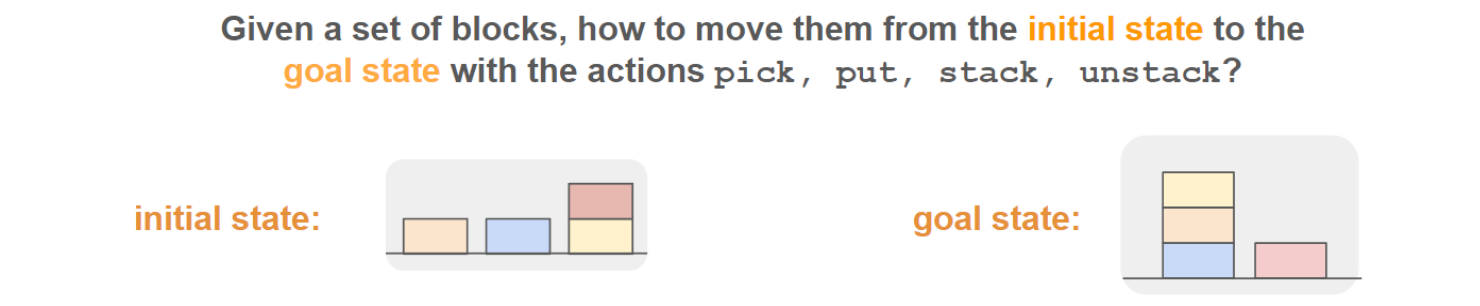 Given a set of blocks, how to move them from the initial state to the
goal state with the actions pick, put, stack, unstack?
initial state:
goal state: